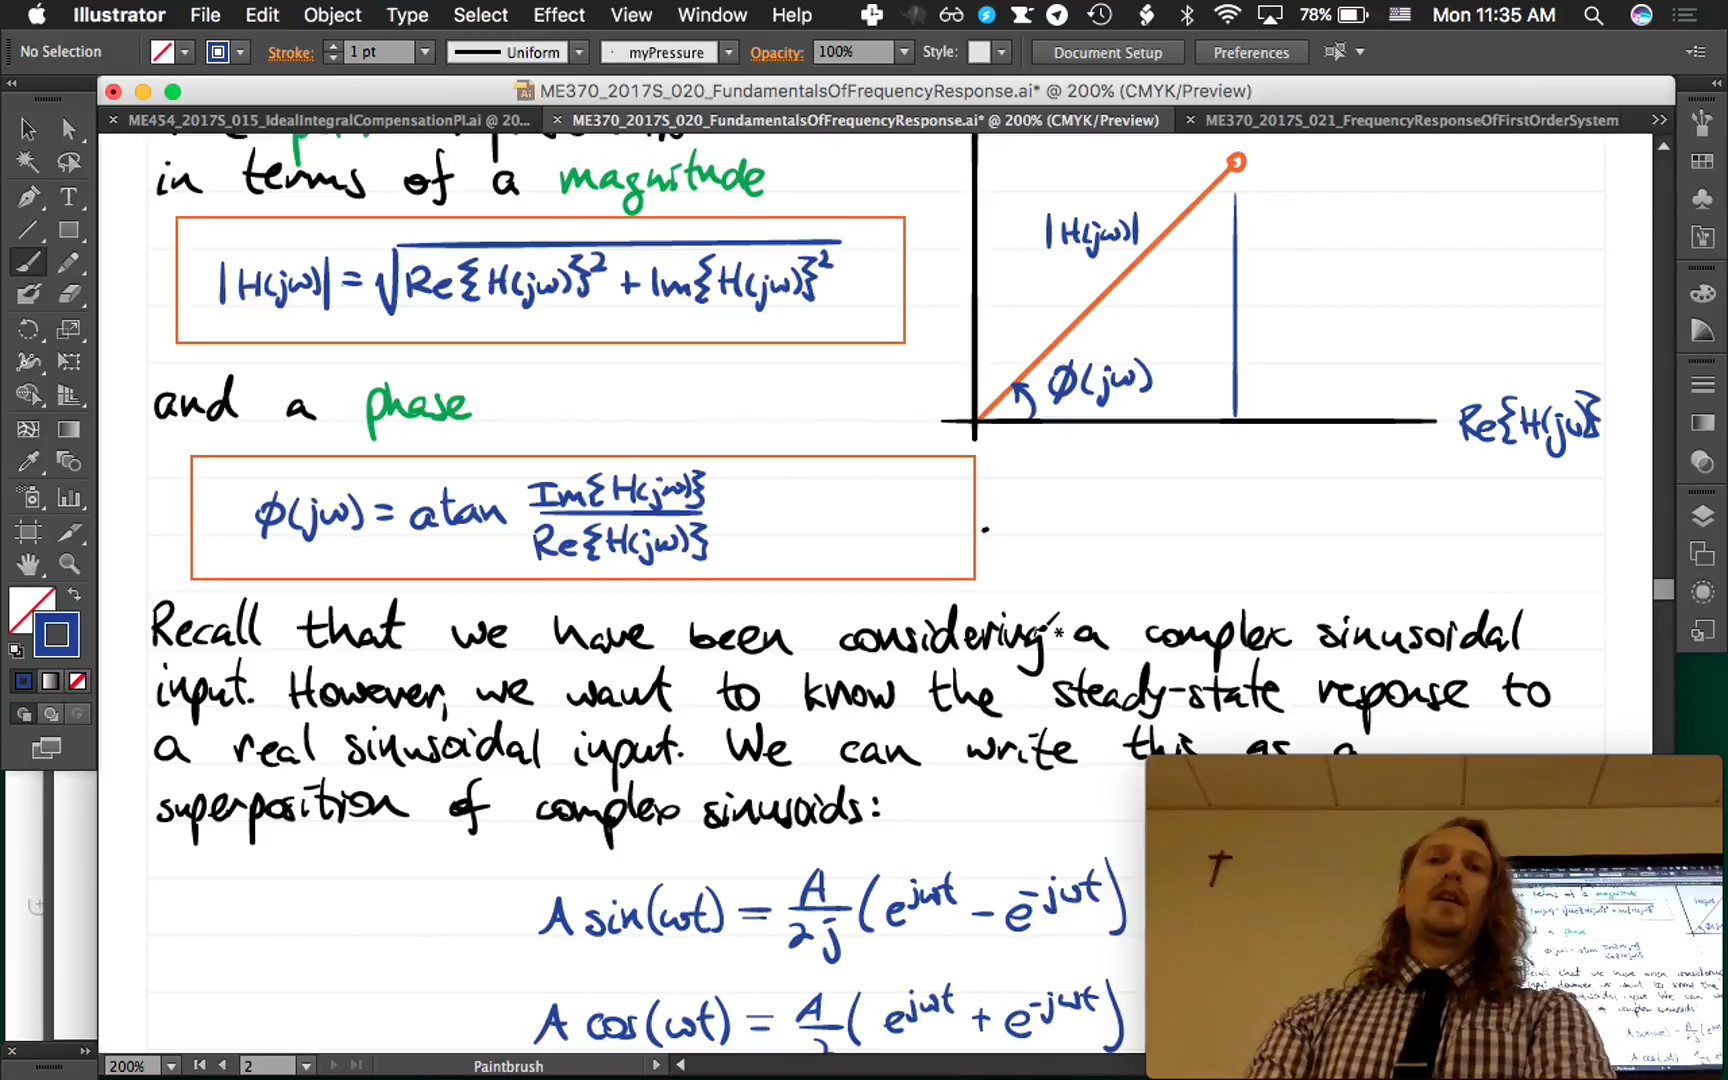 Illustrator File Edit Object Type Select Effect View Window Help 78% Mon 11:35 AM
No Selection Stroke: 1 pt Uniform myPressure Opacity: 100% Style: Document Setup Preferences
ME370_2017S_020_FundamentalsOfFrequencyResponse.ai* @ 200% (CMYK/Preview)
ME454_2017S_015_IdealIntegralCompensationPI.ai @ 20... ME370_2017S_020_FundamentalsOfFrequencyResponse.ai* @ 200% (CMYK/Preview) ME370_2017S_021_FrequencyResponseOfFirstOrderSystem
in terms of a magnitude
|H(jω)| = √Re{H(jω)}² + Im{H(jω)}²
|H(jω)|
ϕ(jω)
Re{H(jω)}
and a phase
ϕ(jω) = atan Im{H(jω)}
Re{H(jω)}
.
Recall that we have been considering a complex sinusoidal
input. However, we want to know the steady-state reponse to
a real sinusoidal input. We can write this as a
superposition of complex sinusoids:
A sin(ωt) = A/2j (e^jωt - e^-jωt)
A cos(ωt) = A/2 (e^jωt + e^-jωt)
200% 2 Paintbrush